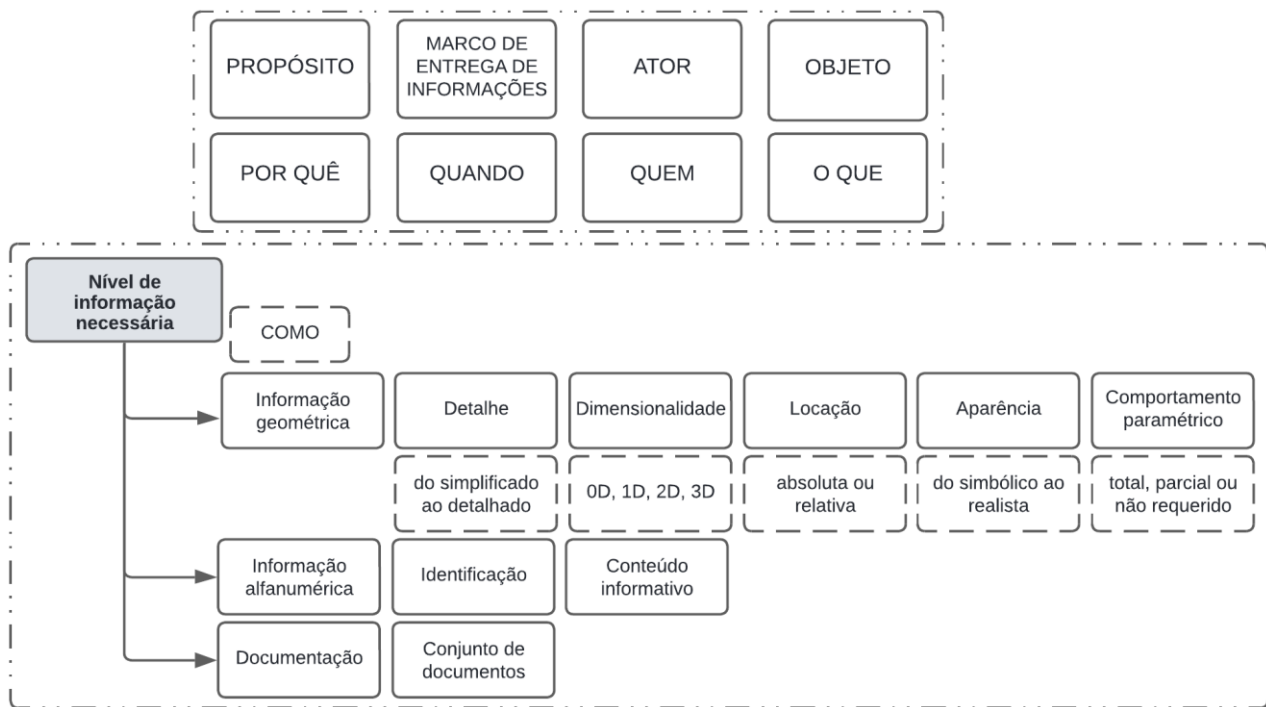 PROPÓSITO
MARCO DE
ENTREGA DE
INFORMAÇÕES
ATOR
OBJETO
POR QUÊ
QUANDO
QUEM
O QUE
Nível de
informação
necessária
COMO
Informação
geométrica
Detalhe
Dimensionalidade
Locação
Aparência
Comportamento
paramétrico
do simplificado
ao detalhado
0D, 1D, 2D, 3D
absoluta ou
relativa
do simbólico ao
realista
total, parcial ou
não requerido
Informação
alfanumérica
Identificação
Conteúdo
informativo
Documentação
Conjunto de
documentos